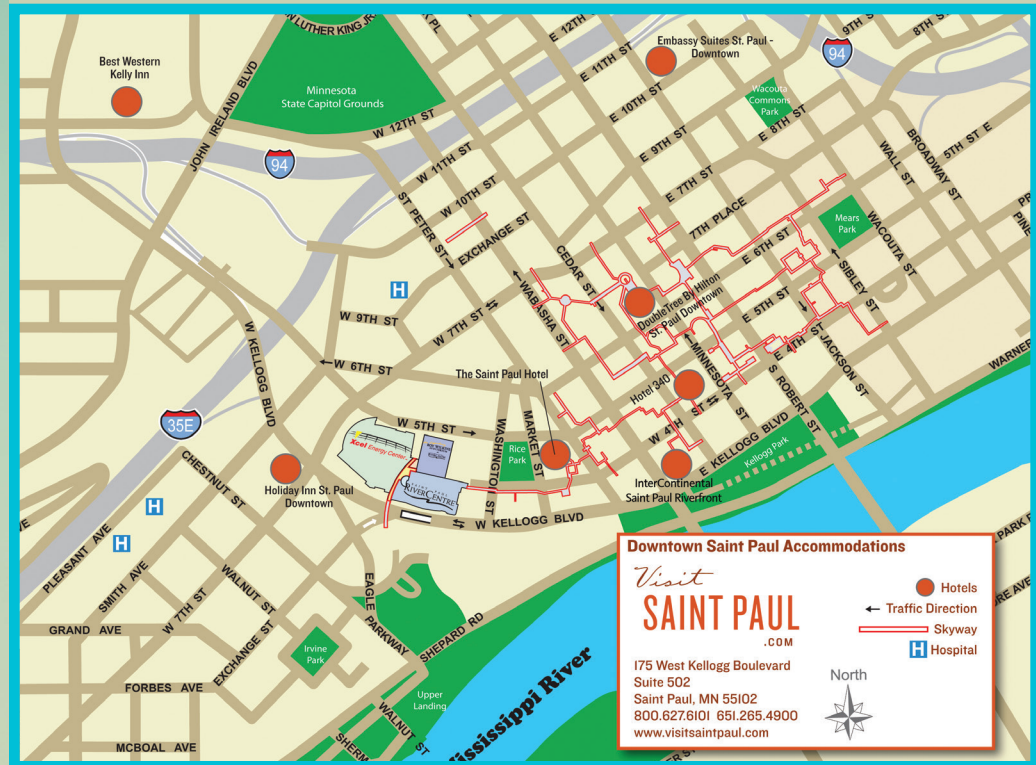 N LUTHER KING JR
K PL
E 12TH ST
9TH ST
8TH ST
E 11TH ST
Embassy Suites St. Paul -
Downtown
94
Best Western
Kelly Inn
JOHN IRELAND BLVD
Minnesota
State Capitol Grounds
E 10TH ST
Wacouta
Commons
Park
W 12TH ST
E 9TH ST
E 8TH ST
BROADWAY ST
5TH ST E
94
W 11TH ST
WALL ST
W 10TH ST
E 7TH ST
ST PETER ST
EXCHANGE ST
7TH PLACE
Mears
Park
WACOUTA ST
PR
PINE
CEDAR ST
E 6TH ST
SIBLEY ST
H
WABASHA ST
DoubleTree By Hilton
St. Paul Downtown
E 5TH ST
W 9TH ST
W 7TH ST
E 4TH ST
W KELLOGG BLVD
W 6TH ST
MINNESOTA ST
JACKSON ST
WARNER
The Saint Paul Hotel
Hotel 340
S ROBERT ST
35E
W 5TH ST
WASHINGTON ST
MARKET ST
W 4TH ST
E KELLOGG BLVD
Xcel Energy Center
Rice
Park
Kellogg Park
CHESTNUT ST
Holiday Inn St. Paul
Downtown
SAINT PAUL
RIVERCENTRE
InterContinental
Saint Paul Riverfront
H
W KELLOGG BLVD
H
PLEASANT AVE
SMITH AVE
WALNUT ST
EAGLE PARKWAY
GRAND AVE
W 7TH ST
EXCHANGE ST
SHEPARD RD
Irvine
Park
FORBES AVE
Upper
Landing
WALNUT ST
SHERM
MCBOAL AVE
Mississippi River
Downtown Saint Paul Accommodations
Visit
SAINT PAUL
.COM
175 West Kellogg Boulevard
Suite 502
Saint Paul, MN 55102
800.627.6101 651.265.4900
www.visitsaintpaul.com
Hotels
Traffic Direction
Skyway
H Hospital
North